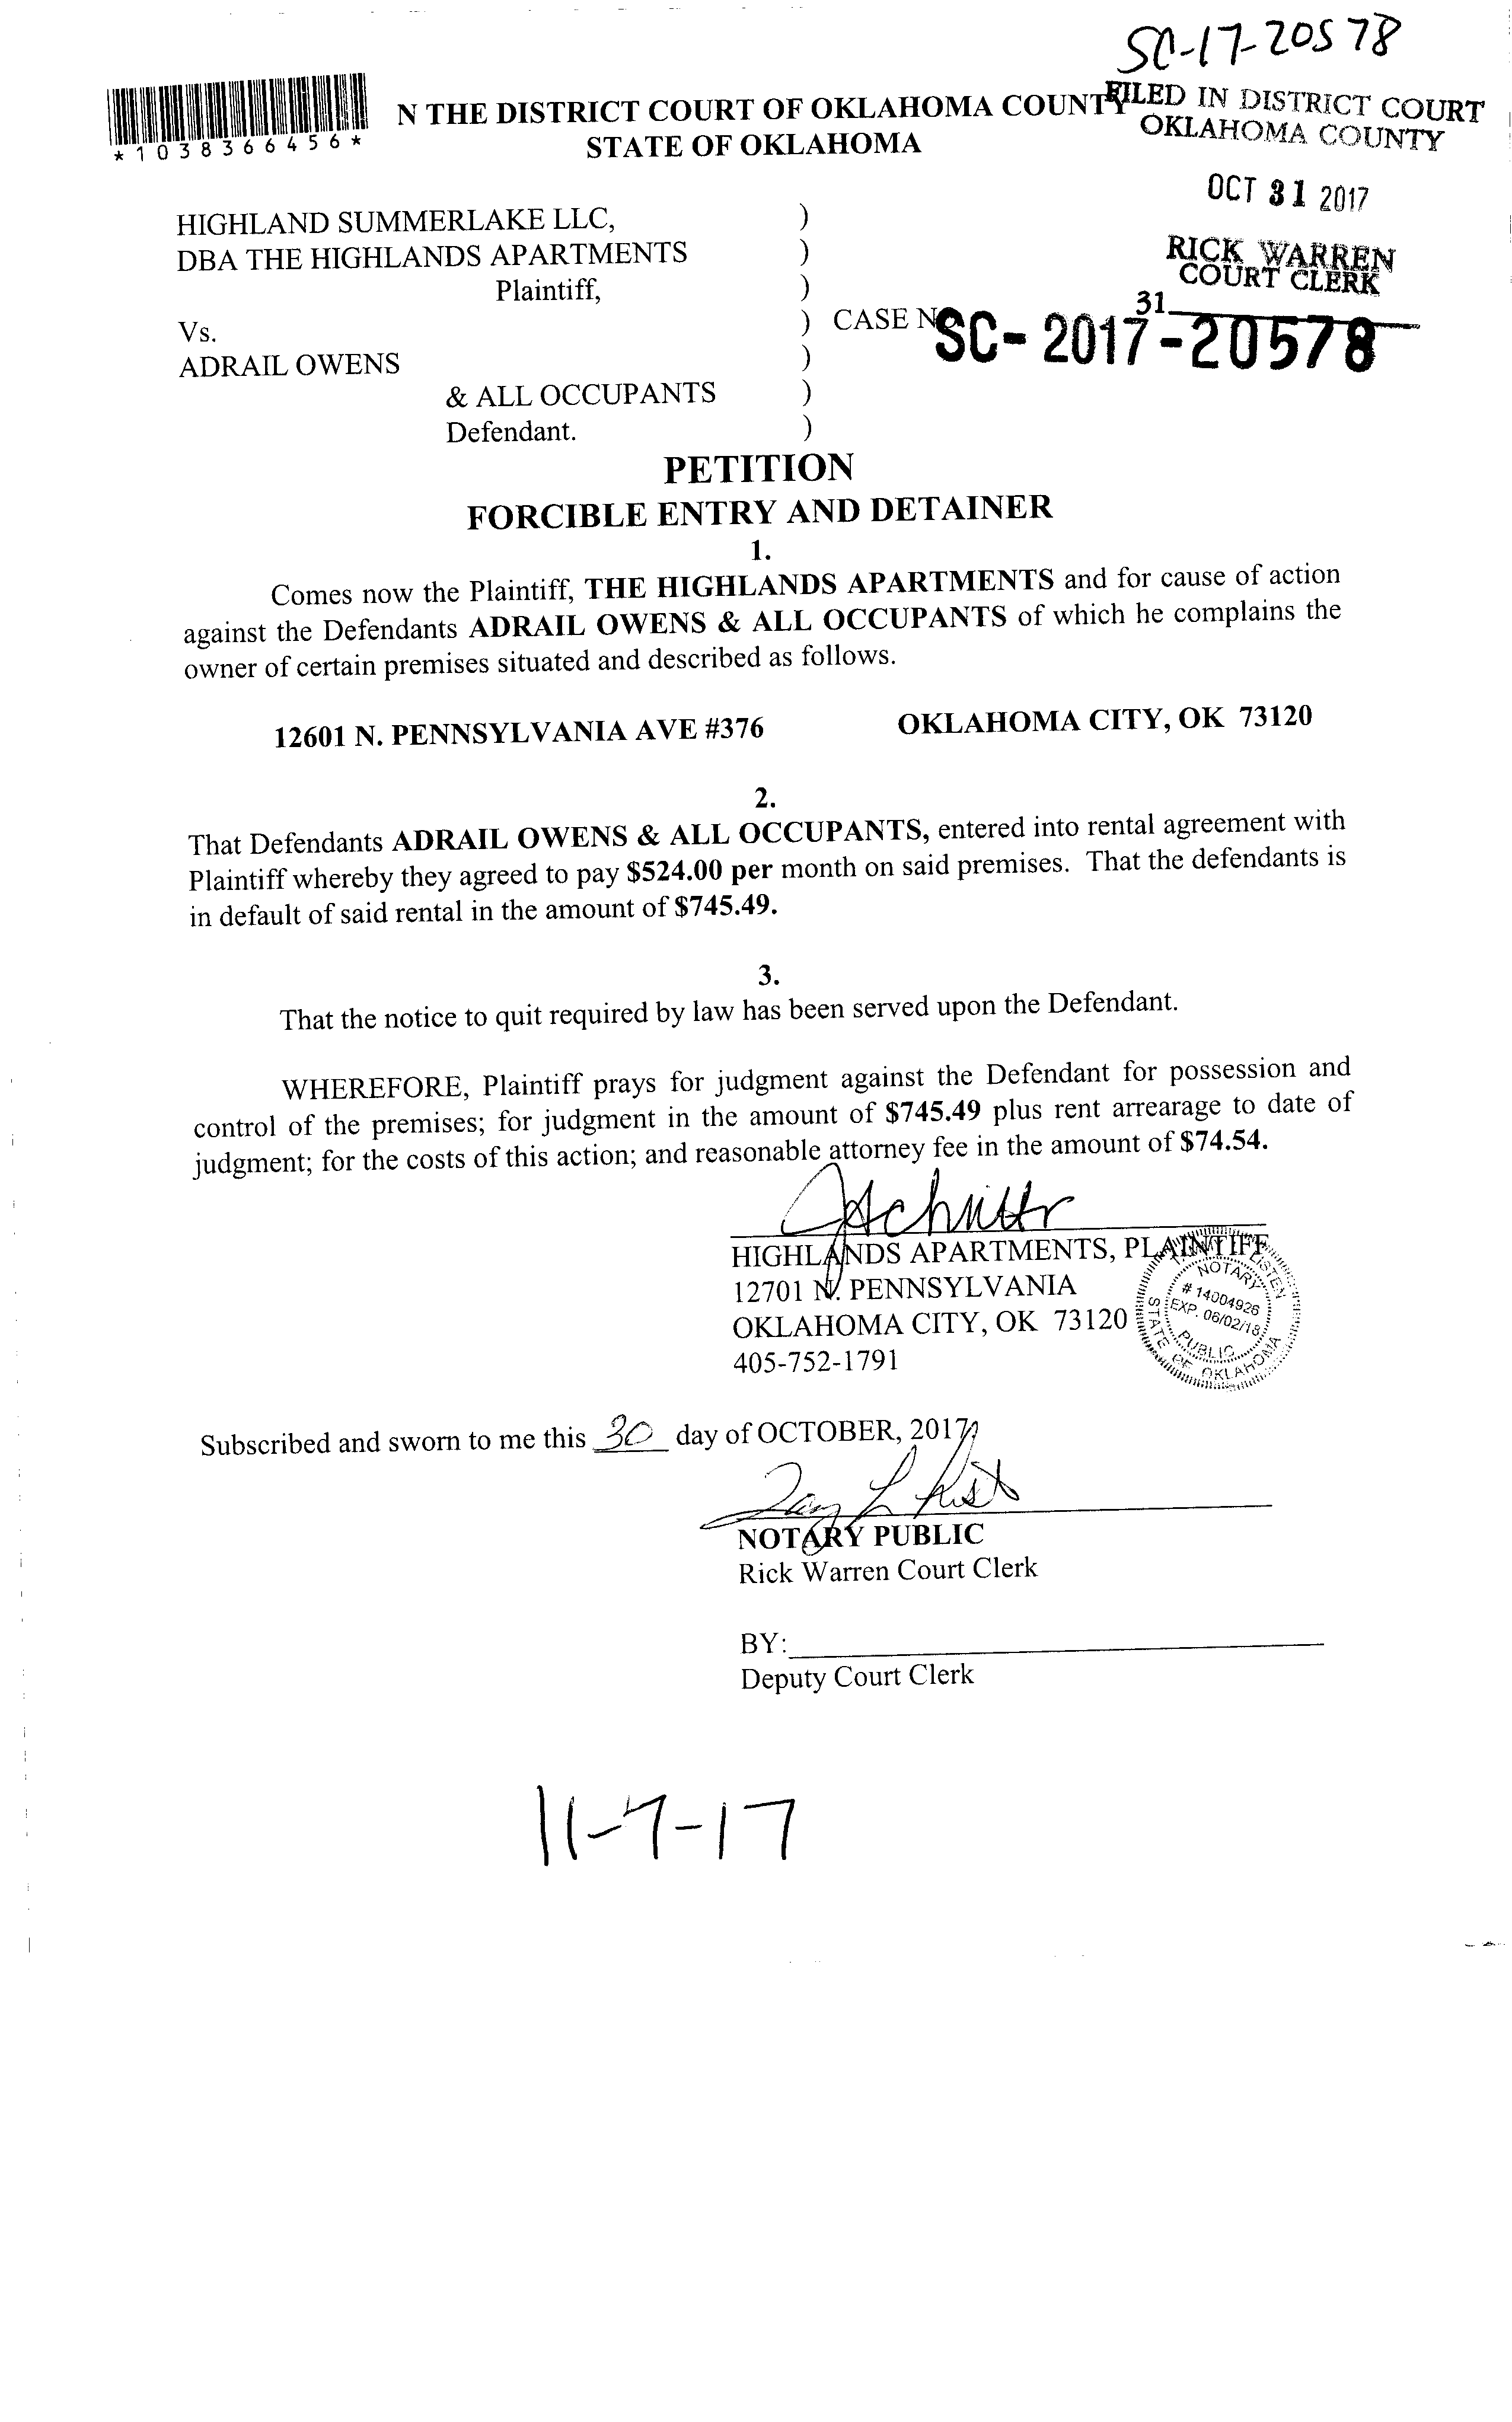 SC-17-20578
*1038366456*
N THE DISTRICT COURT OF OKLAHOMA COUNTY
STATE OF OKLAHOMA
FILED IN DISTRICT COURT
OKLAHOMA COUNTY
OCT 31 2017
RICK WARREN
COURT CLERK
31
HIGHLAND SUMMERLAKE LLC, )
DBA THE HIGHLANDS APARTMENTS )
Plaintiff, )
) CASE N
SC-2017-20578
Vs.
ADRAIL OWENS )
& ALL OCCUPANTS )
Defendant. )
PETITION
FORCIBLE ENTRY AND DETAINER
1.
Comes now the Plaintiff, THE HIGHLANDS APARTMENTS and for cause of action
against the Defendants ADRAIL OWENS & ALL OCCUPANTS of which he complains the
owner of certain premises situated and described as follows.
12601 N. PENNSYLVANIA AVE #376 OKLAHOMA CITY, OK 73120
2.
That Defendants ADRAIL OWENS & ALL OCCUPANTS, entered into rental agreement with
Plaintiff whereby they agreed to pay $524.00 per month on said premises. That the defendants is
in default of said rental in the amount of $745.49.
3.
That the notice to quit required by law has been served upon the Defendant.
WHEREFORE, Plaintiff prays for judgment against the Defendant for possession and
control of the premises; for judgment in the amount of $745.49 plus rent arrearage to date of
judgment; for the costs of this action; and reasonable attorney fee in the amount of $74.54.
HIGHLANDS APARTMENTS, PLAINTIFF
12701 N. PENNSYLVANIA
OKLAHOMA CITY, OK 73120
405-752-1791
NOTARY
# 14004926
EXP. 06/02/18
PUBLIC
STATE OF OKLAHOMA
Subscribed and sworn to me this 30 day of OCTOBER, 2017
NOTARY PUBLIC
Rick Warren Court Clerk
BY:
Deputy Court Clerk
11-7-17